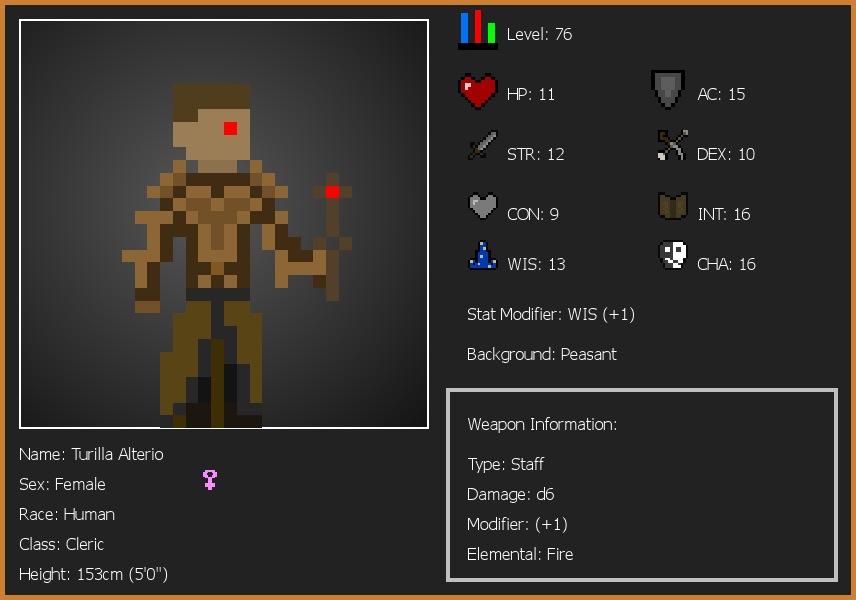 Level: 76
HP: 11
AC: 15
STR: 12
DEX: 10
CON: 9
INT: 16
WIS: 13
CHA: 16
Stat Modifier: WIS (+1)
Background: Peasant
Weapon Information:
Type: Staff
Damage: d6
Modifier: (+1)
Elemental: Fire
Name: Turilla Alterio
Sex: Female
Race: Human
Class: Cleric
Height: 153cm (5'0")